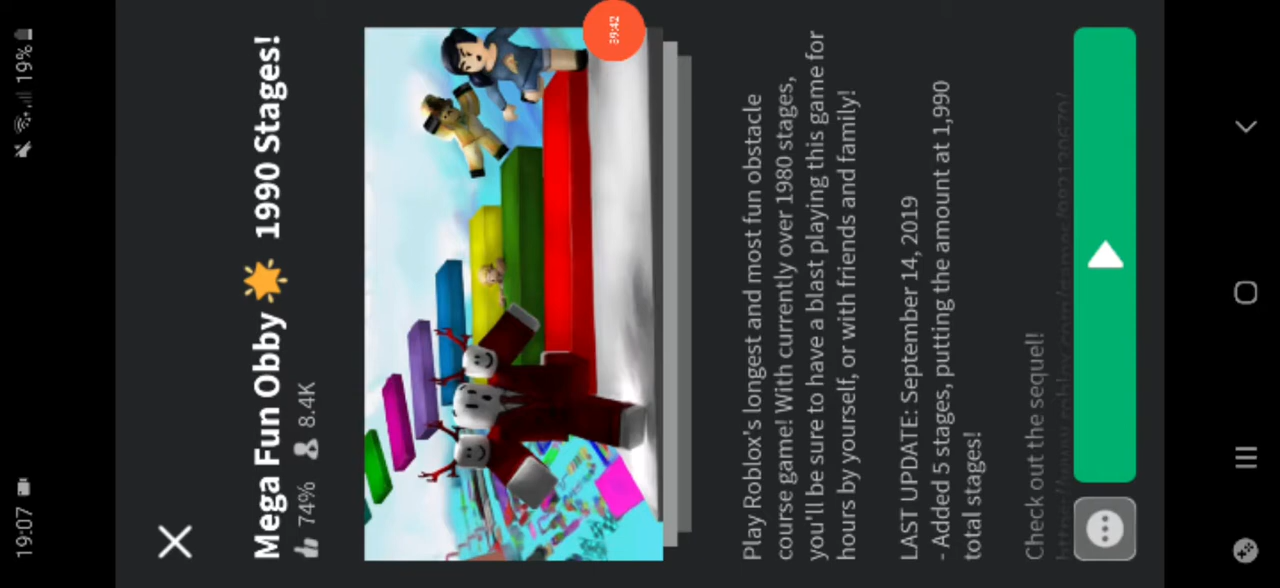 19:07
19%
09:42
Mega Fun Obby 🌟 1990 Stages!
74% 8.4K
Play Roblox's longest and most fun obstacle
course game! With currently over 1980 stages,
you'll be sure to have a blast playing this game for
hours by yourself, or with friends and family!
LAST UPDATE: September 14, 2019
- Added 5 stages, putting the amount at 1,990
total stages!
Check out the sequel!